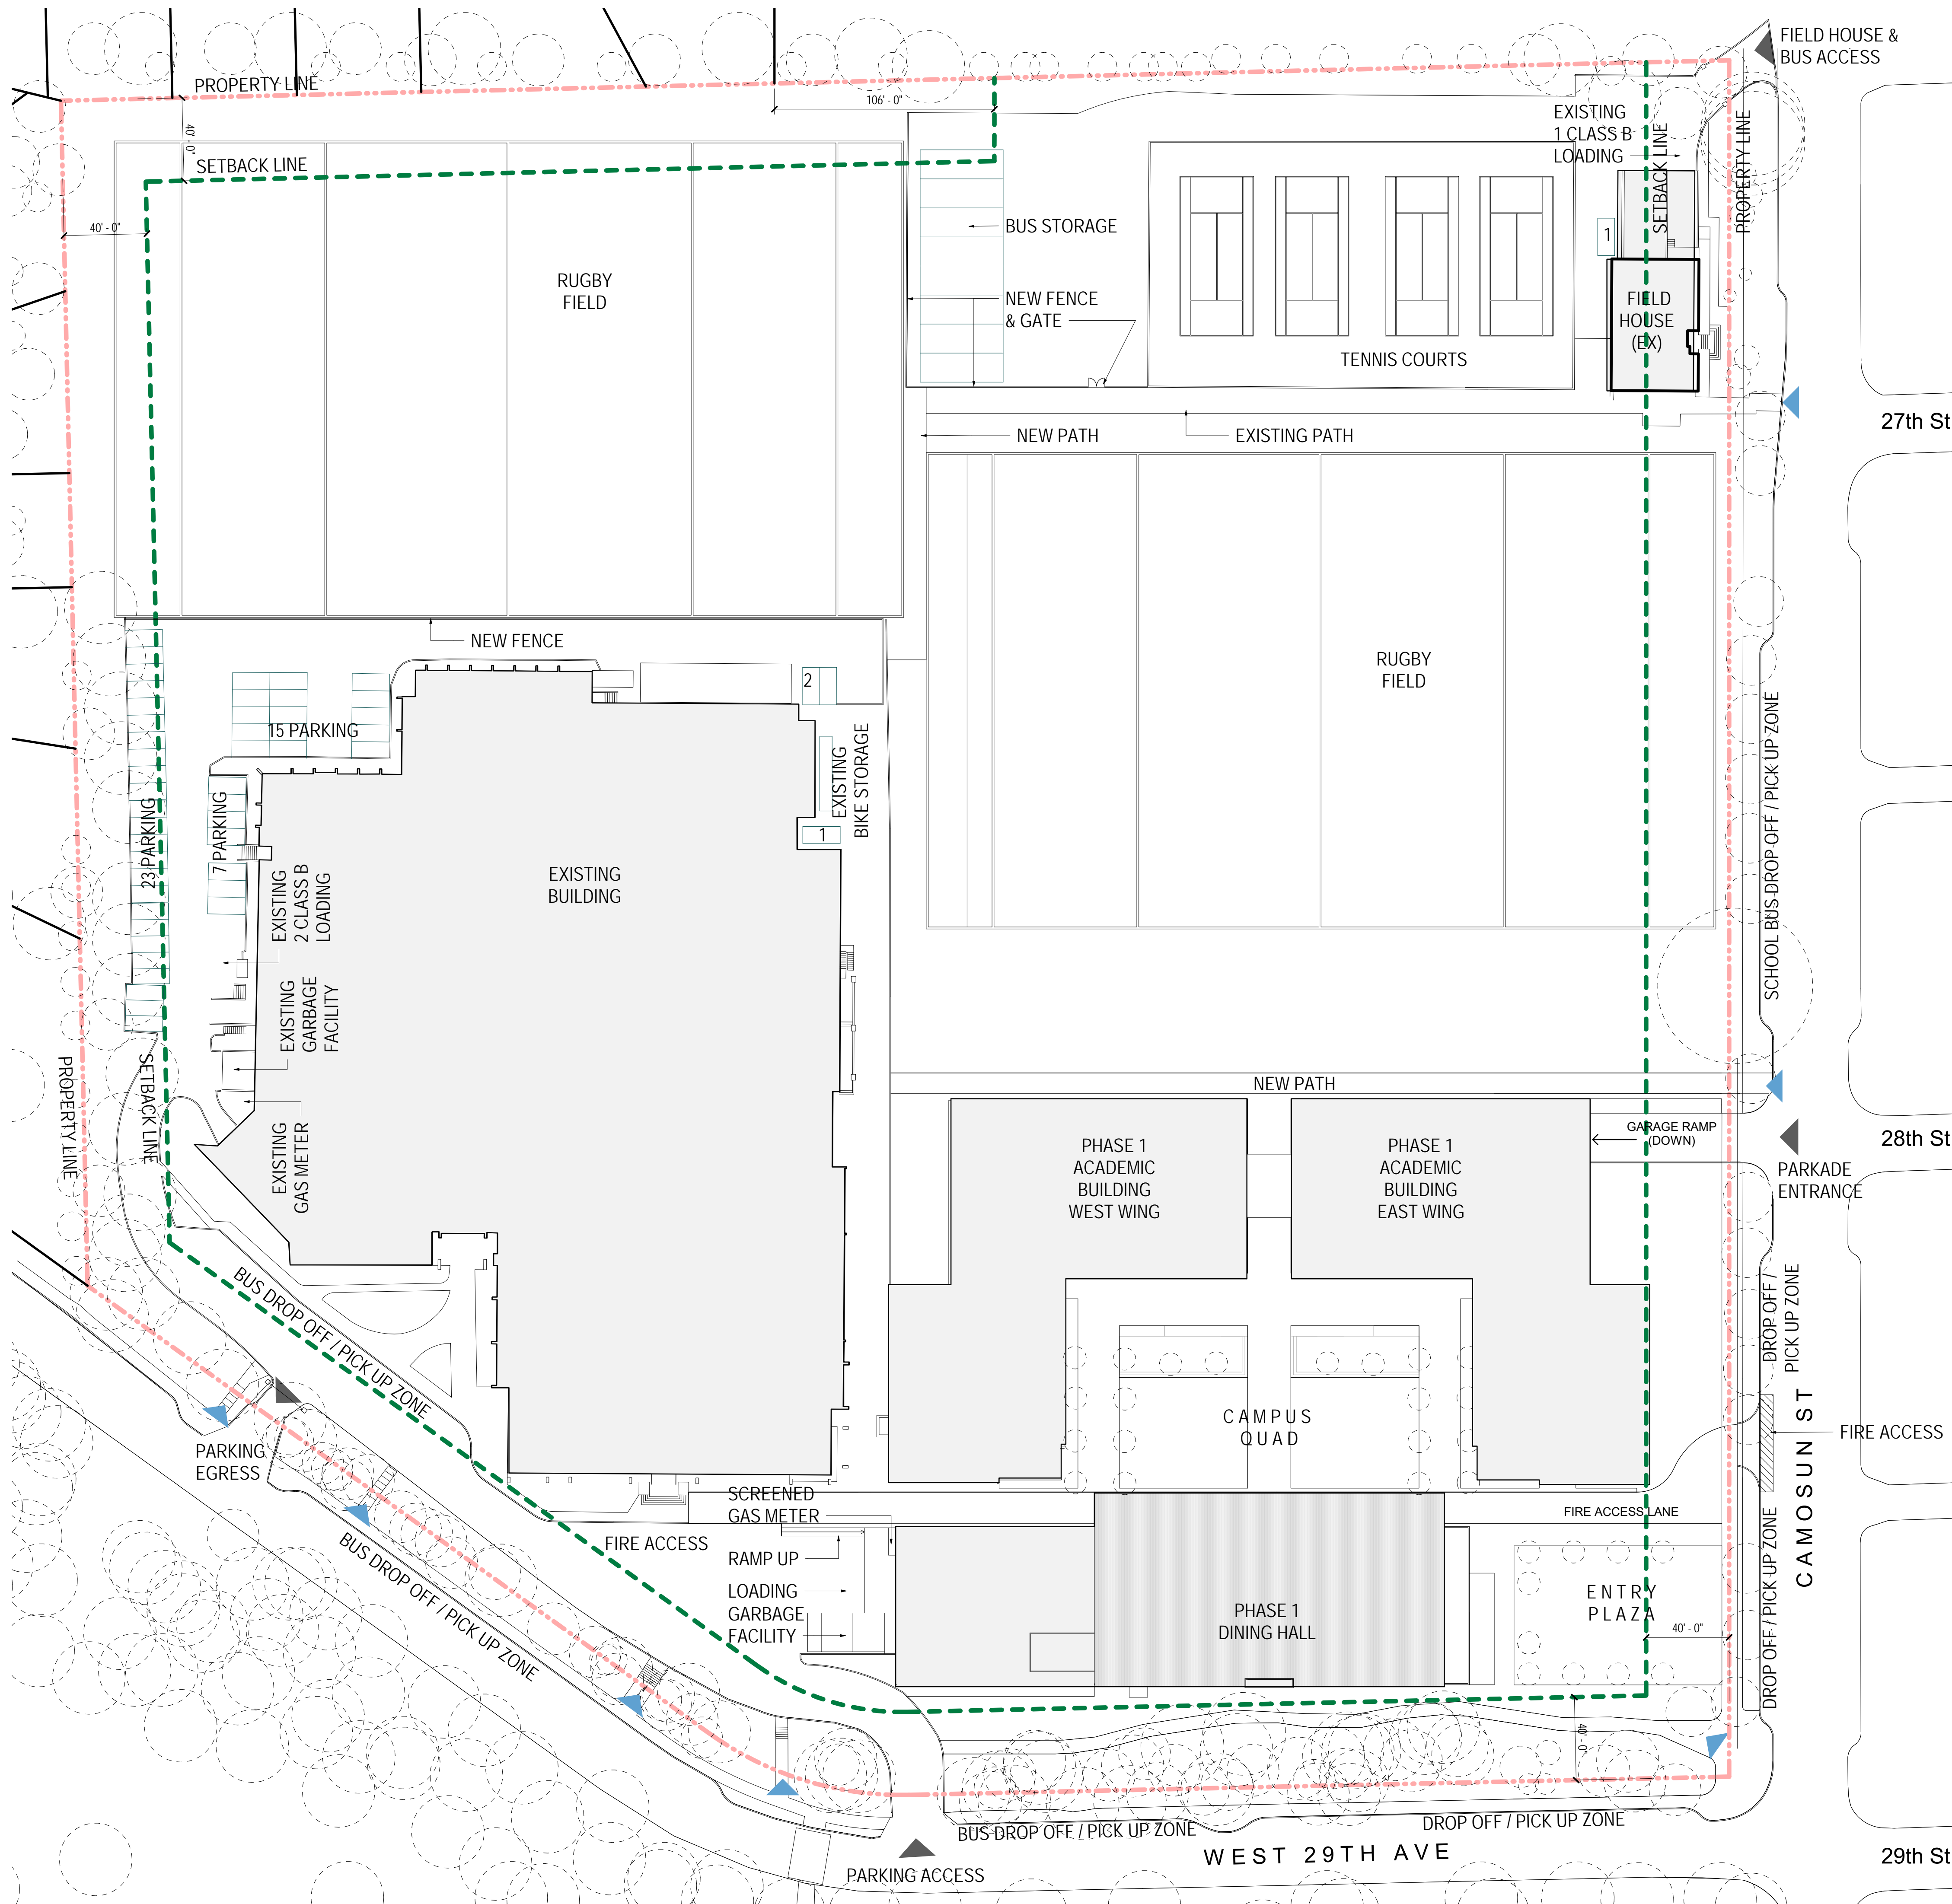 FIELD HOUSE &
BUS ACCESS
PROPERTY LINE
106' - 0"
40' - 0"
EXISTING
1 CLASS B
LOADING
SETBACK LINE
PROPERTY LINE
SETBACK LINE
40' - 0"
BUS STORAGE
1
RUGBY
FIELD
NEW FENCE
& GATE
FIELD
HOUSE
(EX)
TENNIS COURTS
27th St
NEW PATH
EXISTING PATH
NEW FENCE
RUGBY
FIELD
2
15 PARKING
EXISTING
BIKE STORAGE
SCHOOL BUS DROP OFF / PICK UP ZONE
23 PARKING
7 PARKING
1
EXISTING
BUILDING
EXISTING
2 CLASS B
LOADING
EXISTING
GARBAGE
FACILITY
PROPERTY LINE
SETBACK LINE
EXISTING
GAS METER
NEW PATH
PHASE 1
ACADEMIC
BUILDING
WEST WING
PHASE 1
ACADEMIC
BUILDING
EAST WING
GARAGE RAMP
(DOWN)
28th St
PARKADE
ENTRANCE
BUS DROP OFF / PICK UP ZONE
DROP OFF /
PICK UP ZONE
CAMPUS
QUAD
CAMOSUN ST
FIRE ACCESS
PARKING
EGRESS
SCREENED
GAS METER
FIRE ACCESS LANE
FIRE ACCESS
BUS DROP OFF / PICK UP ZONE
RAMP UP
LOADING
GARBAGE
FACILITY
PHASE 1
DINING HALL
ENTRY
PLAZA
40' - 0"
DROP OFF / PICK UP ZONE
40' - 0"
BUS DROP OFF / PICK UP ZONE
DROP OFF / PICK UP ZONE
WEST 29TH AVE
PARKING ACCESS
29th St